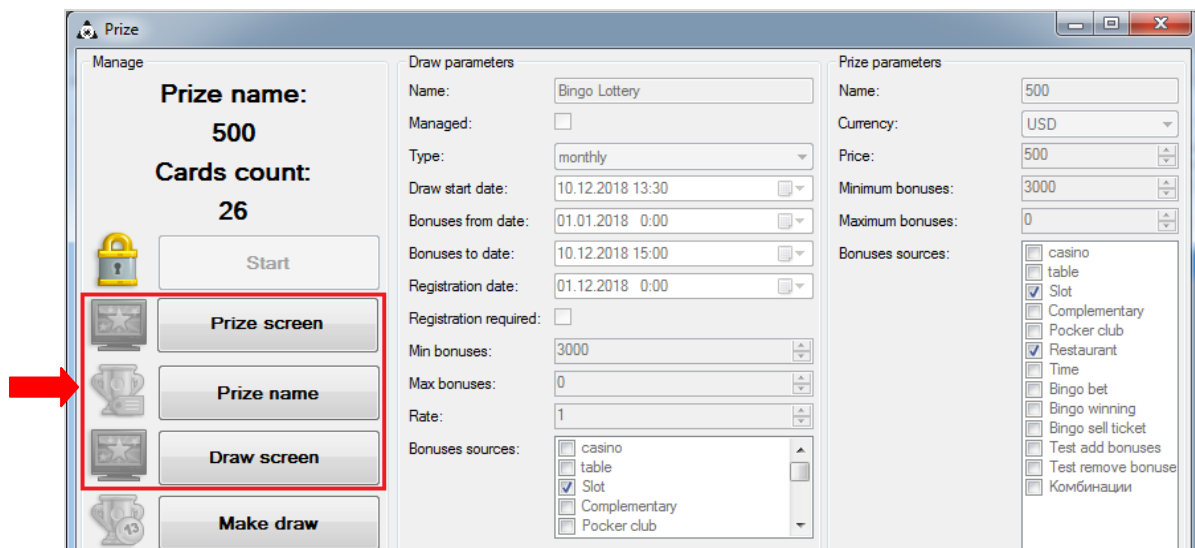 Prize
Manage
Prize name:
500
Cards count:
26
Start
Prize screen
Prize name
Draw screen
Make draw
13
Draw parameters
Name: Bingo Lottery
Managed:
Type: monthly
Draw start date: 10.12.2018 13:30
Bonuses from date: 01.01.2018 0:00
Bonuses to date: 10.12.2018 15:00
Registration date: 01.12.2018 0:00
Registration required:
Min bonuses: 3000
Max bonuses: 0
Rate: 1
Bonuses sources:
casino
table
Slot
Complementary
Pocker club
Prize parameters
Name: 500
Currency: USD
Price: 500
Minimum bonuses: 3000
Maximum bonuses: 0
Bonuses sources:
casino
table
Slot
Complementary
Pocker club
Restaurant
Time
Bingo bet
Bingo winning
Bingo sell ticket
Test add bonuses
Test remove bonuse
Комбинации